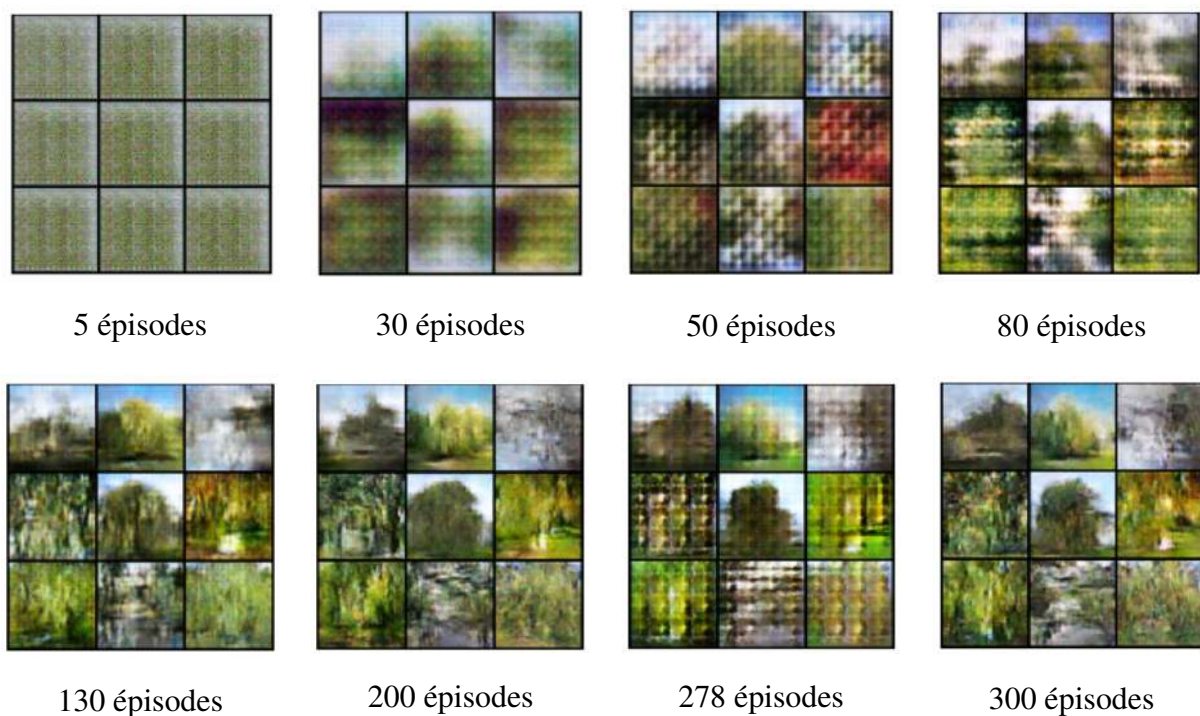 5 épisodes
30 épisodes
50 épisodes
80 épisodes
130 épisodes
200 épisodes
278 épisodes
300 épisodes